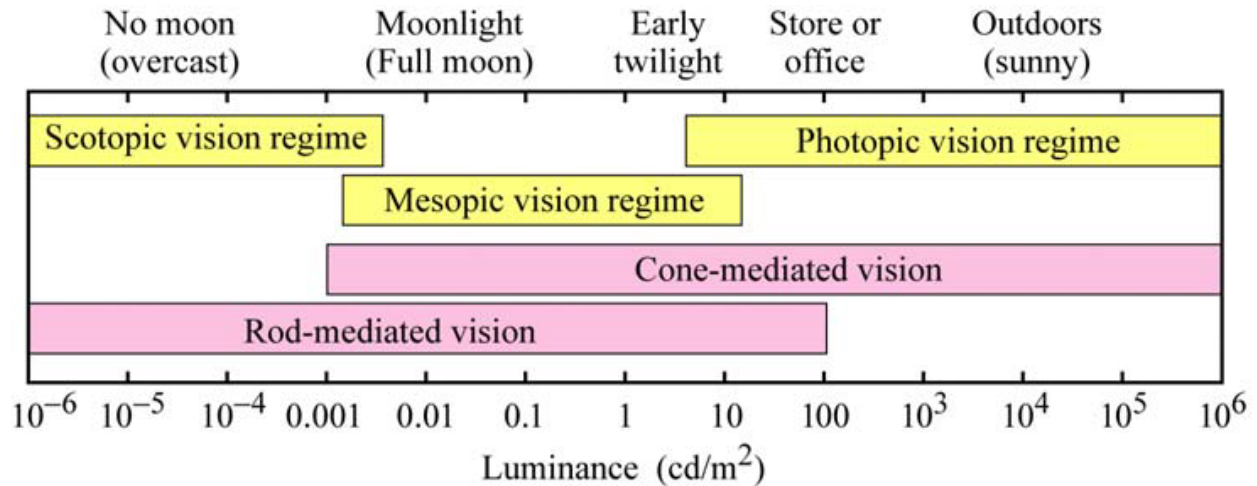 No moon
(overcast)
Moonlight
(Full moon)
Early
twilight
Store or
office
Outdoors
(sunny)
Scotopic vision regime
Photopic vision regime
Mesopic vision regime
Cone-mediated vision
Rod-mediated vision
10⁻⁶ 10⁻⁵ 10⁻⁴ 0.001 0.01 0.1 1 10 100 10³ 10⁴ 10⁵ 10⁶
Luminance (cd/m²)